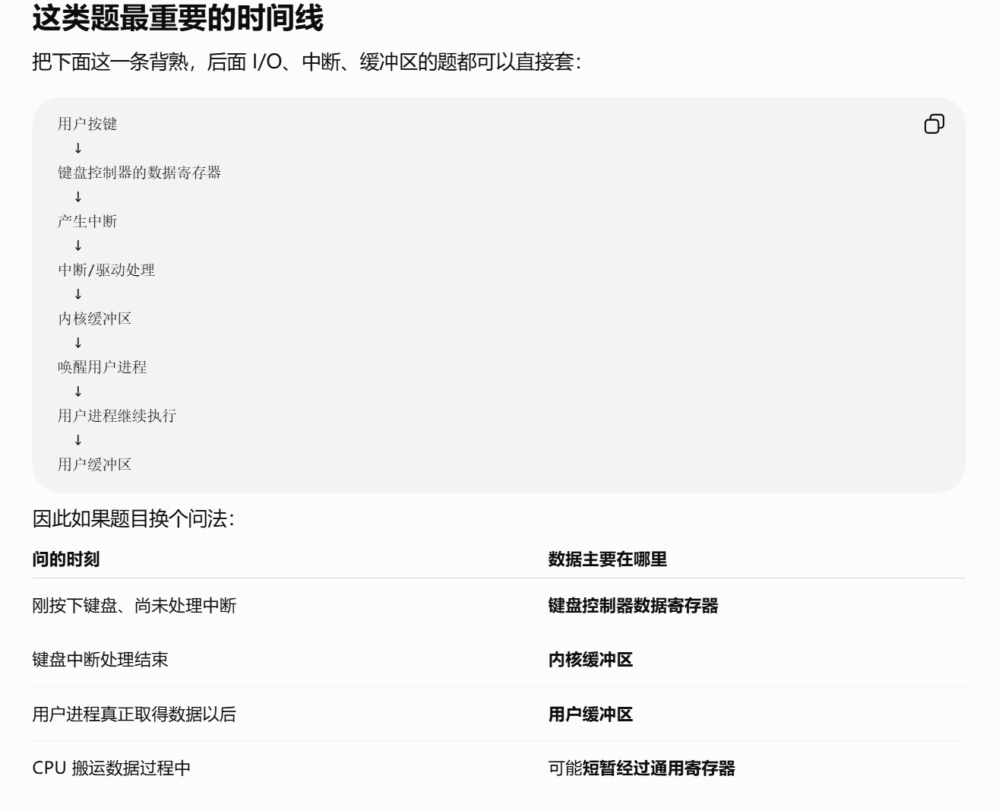 这类题最重要的时间线
把下面这一条背熟，后面 I/O、中断、缓冲区的题都可以直接套：
用户按键
↓
键盘控制器的数据寄存器
↓
产生中断
↓
中断/驱动处理
↓
内核缓冲区
↓
唤醒用户进程
↓
用户进程继续执行
↓
用户缓冲区
因此如果题目换个问法：
问的时刻 数据主要在哪里
刚按下键盘、尚未处理中断 键盘控制器数据寄存器
键盘中断处理结束 内核缓冲区
用户进程真正取得数据以后 用户缓冲区
CPU 搬运数据过程中 可能短暂经过通用寄存器